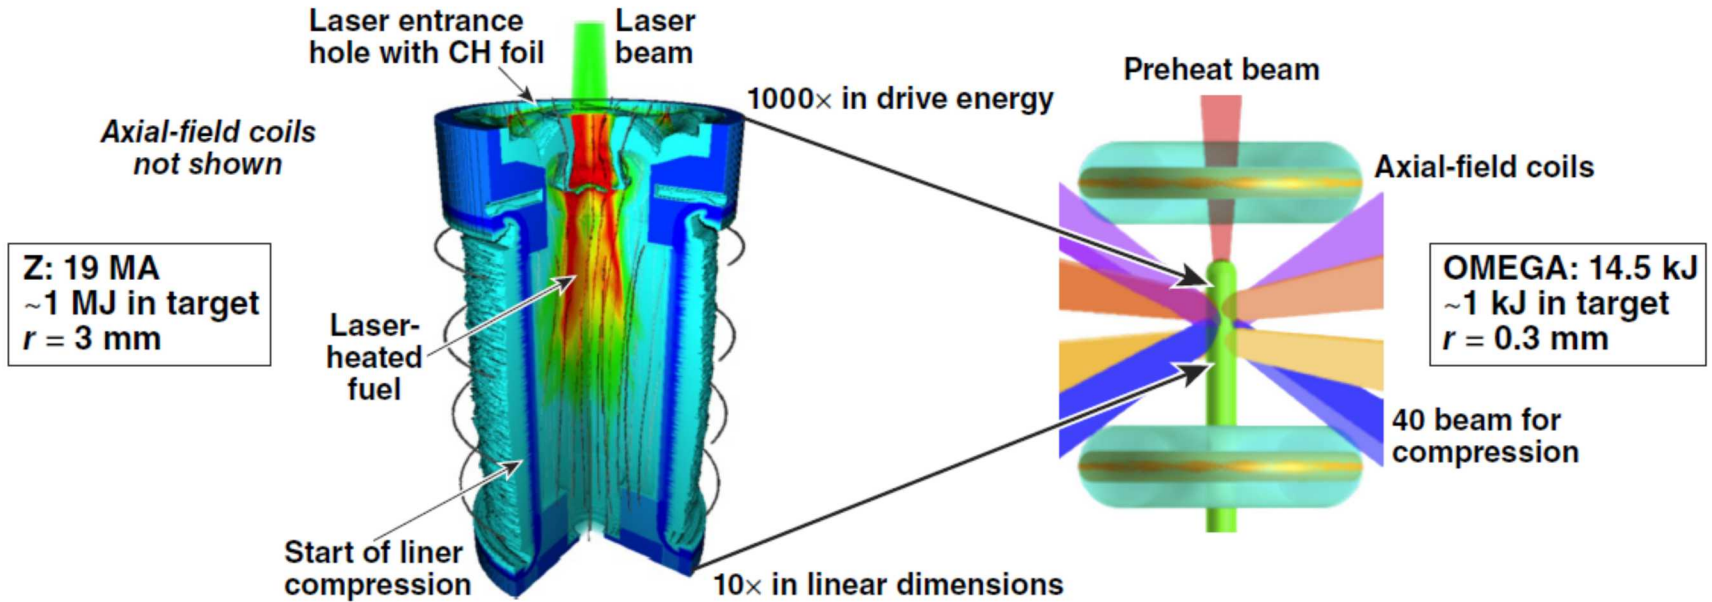 Laser entrance
hole with CH foil
Laser
beam
Axial-field coils
not shown
1000× in drive energy
Preheat beam
Axial-field coils
Z: 19 MA
~1 MJ in target
r = 3 mm
Laser-
heated
fuel
OMEGA: 14.5 kJ
~1 kJ in target
r = 0.3 mm
40 beam for
compression
Start of liner
compression
10× in linear dimensions